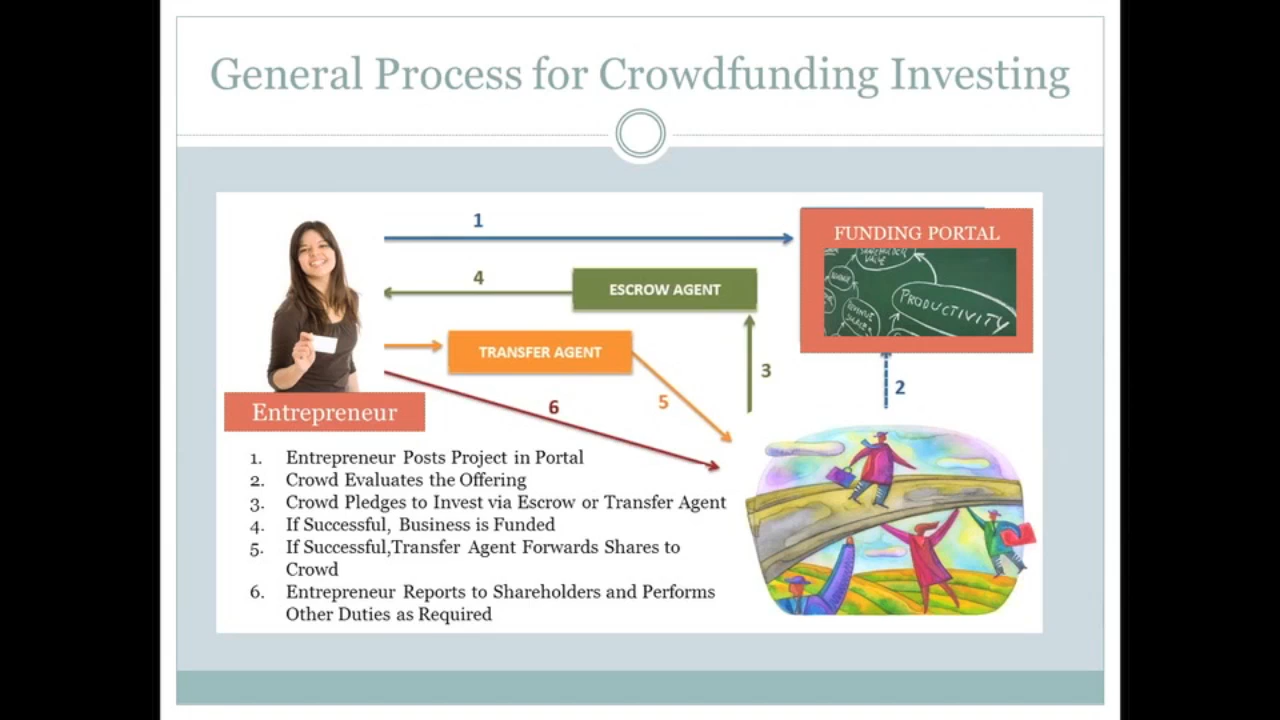 General Process for Crowdfunding Investing
1
FUNDING PORTAL
4
ESCROW AGENT
PRODUCTIVITY
TRANSFER AGENT
3
2
5
6
Entrepreneur
1. Entrepreneur Posts Project in Portal
2. Crowd Evaluates the Offering
3. Crowd Pledges to Invest via Escrow or Transfer Agent
4. If Successful, Business is Funded
5. If Successful,Transfer Agent Forwards Shares to
Crowd
6. Entrepreneur Reports to Shareholders and Performs
Other Duties as Required